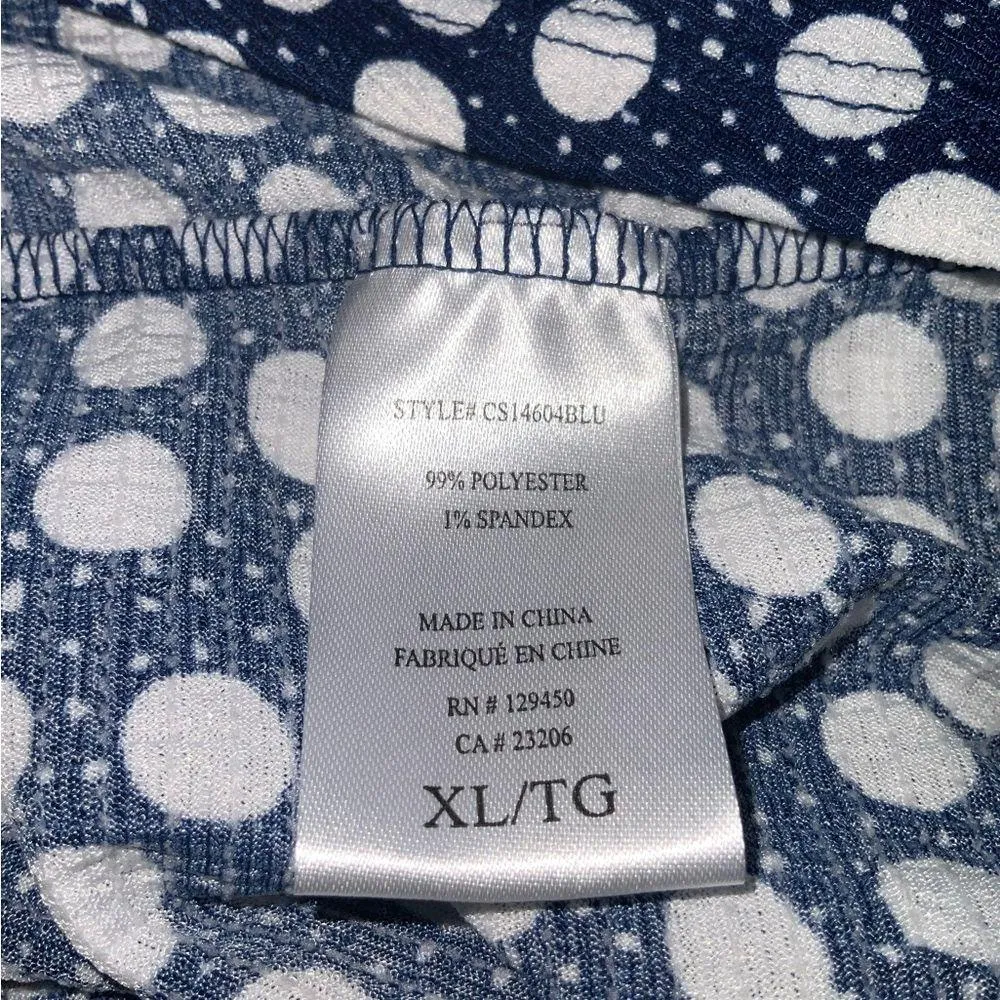 STYLE# CS14604BLU
99% POLYESTER
1% SPANDEX
MADE IN CHINA
FABRIQUÉ EN CHINE
RN # 129450
CA # 23206
XL/TG